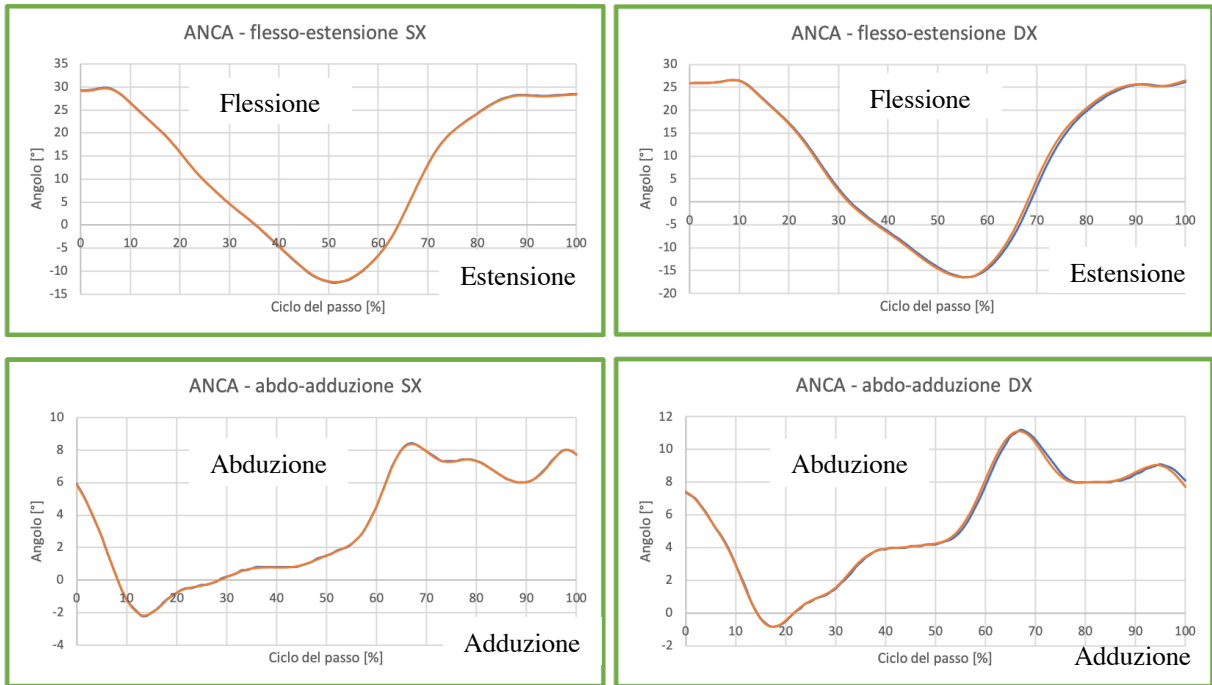 ANCA - flesso-estensione SX
35
30
25
20
15
10
5
0
-5
-10
-15
Angolo [°]
0 10 20 30 40 50 60 70 80 90 100
Ciclo del passo [%]
Flessione
Estensione
ANCA - flesso-estensione DX
30
25
20
15
10
5
0
-5
-10
-15
-20
Angolo [°]
0 10 20 30 40 50 60 70 80 90 100
Ciclo del passo [%]
Flessione
Estensione
ANCA - abdo-adduzione SX
10
8
6
4
2
0
-2
-4
Angolo [°]
0 10 20 30 40 50 60 70 80 90 100
Ciclo del passo [%]
Abduzione
Adduzione
ANCA - abdo-adduzione DX
12
10
8
6
4
2
0
-2
Angolo [°]
0 10 20 30 40 50 60 70 80 90 100
Ciclo del passo [%]
Abduzione
Adduzione